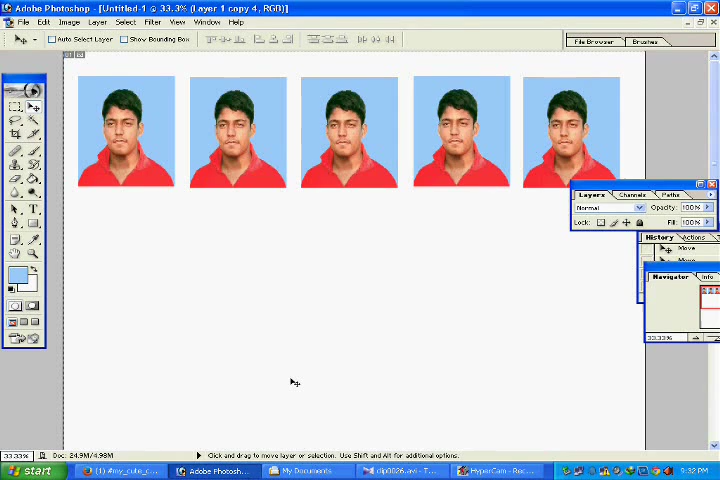 Adobe Photoshop - [Untitled-1 @ 33.3% (Layer 1 copy 4, RGB)]
File Edit Image Layer Select Filter View Window Help
Auto Select Layer Show Bounding Box File Browser Brushes
Layers Channels Paths
Normal Opacity: 100%
Lock: Fill: 100%
History Actions
Move
Navigator Info
33.33%
33.33% Doc: 24.9M/4.98M Click and drag to move layer or selection. Use Shift and Alt for additional options.
start (1) #my_cute_c... Adobe Photosh... My Documents clip0026.avi - T... HyperCam - Rec... 9:32 PM